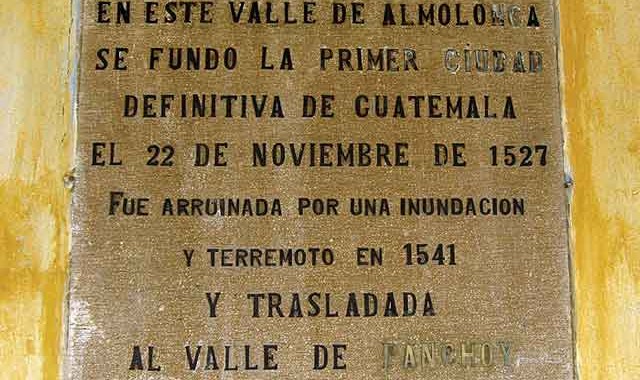 EN ESTE VALLE DE ALMOLONCA
SE FUNDO LA PRIMER CIUDAD
DEFINITIVA DE GUATEMALA
EL 22 DE NOVIEMBRE DE 1527
FUE ARRUINADA POR UNA INUNDACION
Y TERREMOTO EN 1541
Y TRASLADADA
AL VALLE DE PANCHOY